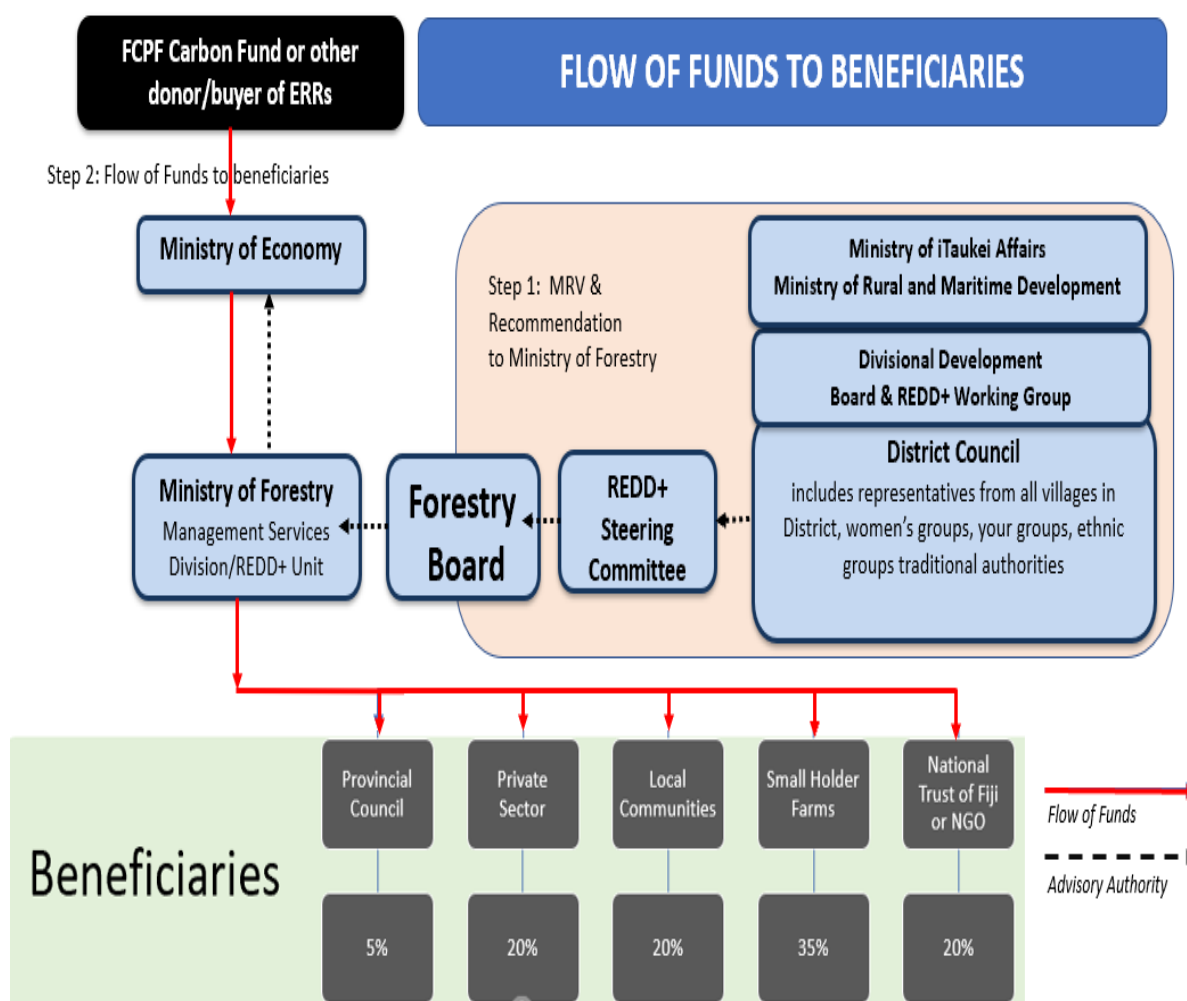 FCPF Carbon Fund or other
donor/buyer of ERRs
FLOW OF FUNDS TO BENEFICIARIES
Step 2: Flow of Funds to beneficiaries
Ministry of Economy
Step 1: MRV &
Recommendation
to Ministry of Forestry
Ministry of iTaukei Affairs
Ministry of Rural and Maritime Development
Divisional Development
Board & REDD+ Working Group
District Council
includes representatives from all villages in
District, women's groups, your groups, ethnic
groups traditional authorities
REDD+
Steering
Committee
Forestry
Board
Ministry of Forestry
Management Services
Division/REDD+ Unit
Beneficiaries
Provincial
Council
Private
Sector
Local
Communities
Small Holder
Farms
National
Trust of Fiji
or NGO
5%
20%
20%
35%
20%
Flow of Funds
Advisory Authority